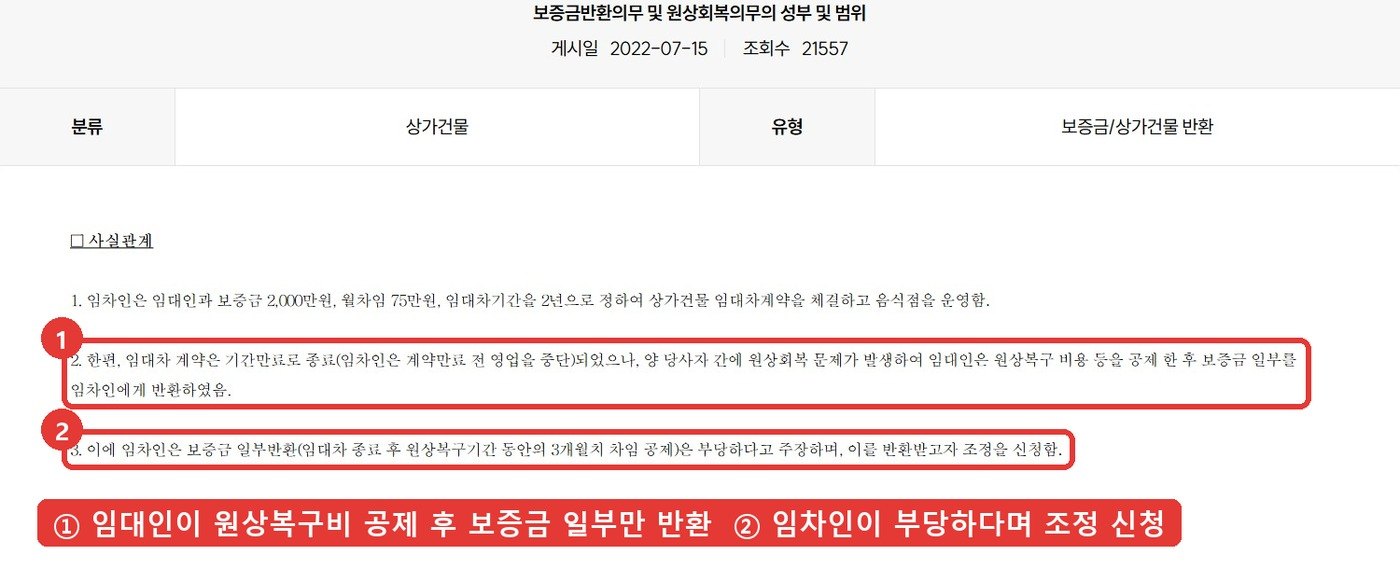 보증금반환의무 및 원상회복의무의 성부 및 범위
게시일 2022-07-15 조회수 21557
분류 상가건물 유형 보증금/상가건물 반환
□ 사실관계
1. 임차인은 임대인과 보증금 2,000만원, 월차임 75만원, 임대차기간을 2년으로 정하여 상가건물 임대차계약을 체결하고 음식점을 운영함.
1
2. 한편, 임대차 계약은 기간만료로 종료(임차인은 계약만료 전 영업을 중단)되었으나, 양 당사자 간에 원상회복 문제가 발생하여 임대인은 원상복구 비용 등을 공제 한 후 보증금 일부를
임차인에게 반환하였음.
2
3. 이에 임차인은 보증금 일부반환(임대차 종료 후 원상복구기간 동안의 3개월치 차임 공제)은 부당하다고 주장하며, 이를 반환받고자 조정을 신청함.
① 임대인이 원상복구비 공제 후 보증금 일부만 반환 ② 임차인이 부당하다며 조정 신청